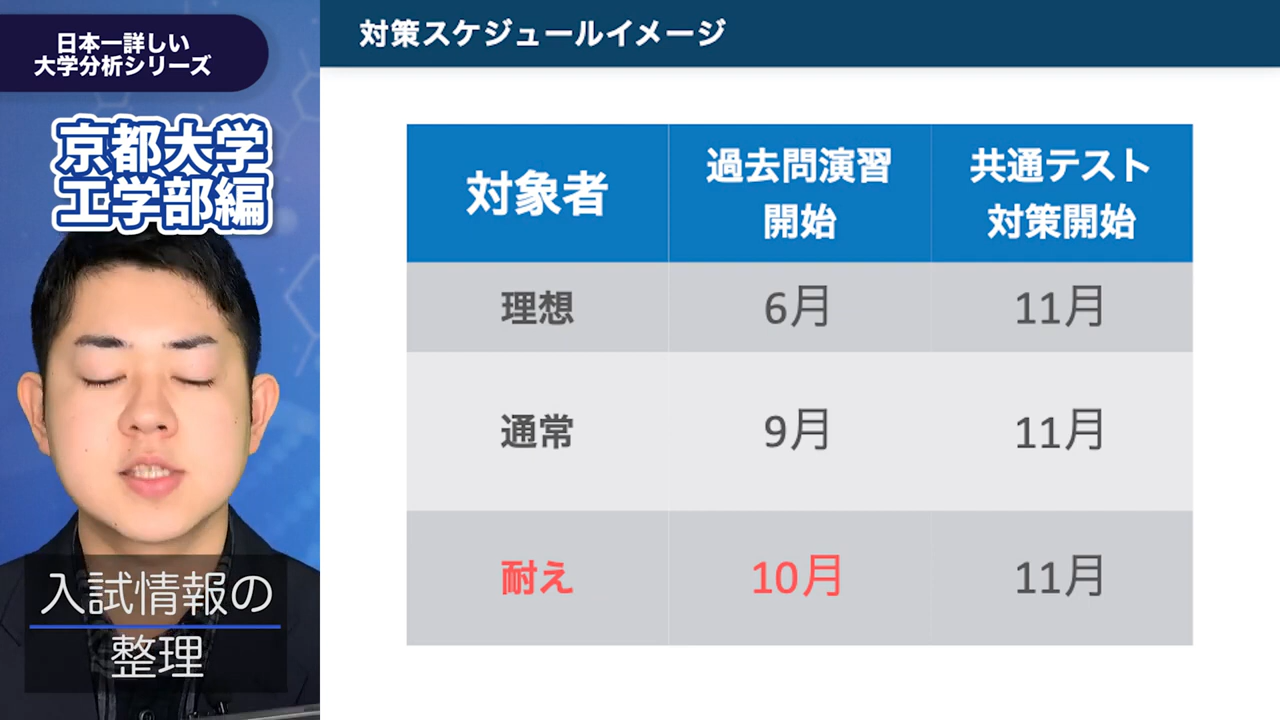 日本一詳しい
大学分析シリーズ
京都大学
工学部編
入試情報の
整理
対策スケジュールイメージ
対象者
過去問演習
開始
共通テスト
対策開始
理想
6月
11月
通常
9月
11月
耐え
10月
11月